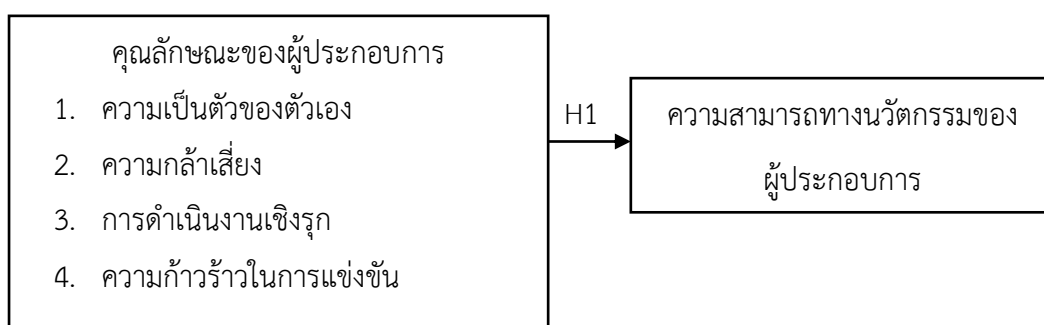 คุณลักษณะของผู้ประกอบการ
1. ความเป็นตัวของตัวเอง
2. ความกล้าเสี่ยง
3. การดำเนินงานเชิงรุก
4. ความก้าวร้าวในการแข่งขัน
H1
ความสามารถทางนวัตกรรมของ
ผู้ประกอบการ